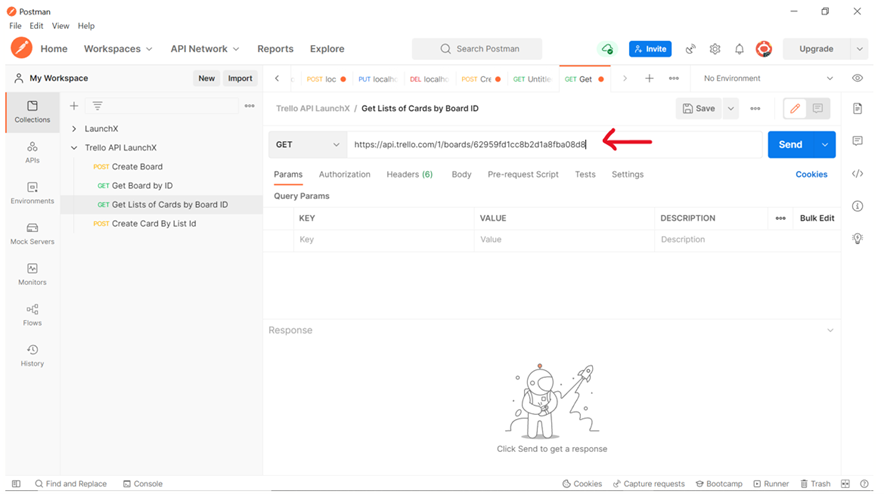 Postman
File Edit View Help
Home Workspaces API Network Reports Explore Search Postman Invite Upgrade
My Workspace New Import POST loc PUT localh DEL localhc POST Cre GET Untitle GET Get No Environment
Collections
APIs
Environments
Mock Servers
Monitors
Flows
History
LaunchX
Trello API LaunchX
POST Create Board
GET Get Board by ID
GET Get Lists of Cards by Board ID
POST Create Card By List Id
Trello API LaunchX / Get Lists of Cards by Board ID Save
GET https://api.trello.com/1/boards/62959fd1cc8b2d1a8fba08d8 Send
Params Authorization Headers (6) Body Pre-request Script Tests Settings Cookies
Query Params
KEY VALUE DESCRIPTION Bulk Edit
Key Value Description
Response
Click Send to get a response
Find and Replace Console Cookies Capture requests Bootcamp Runner Trash